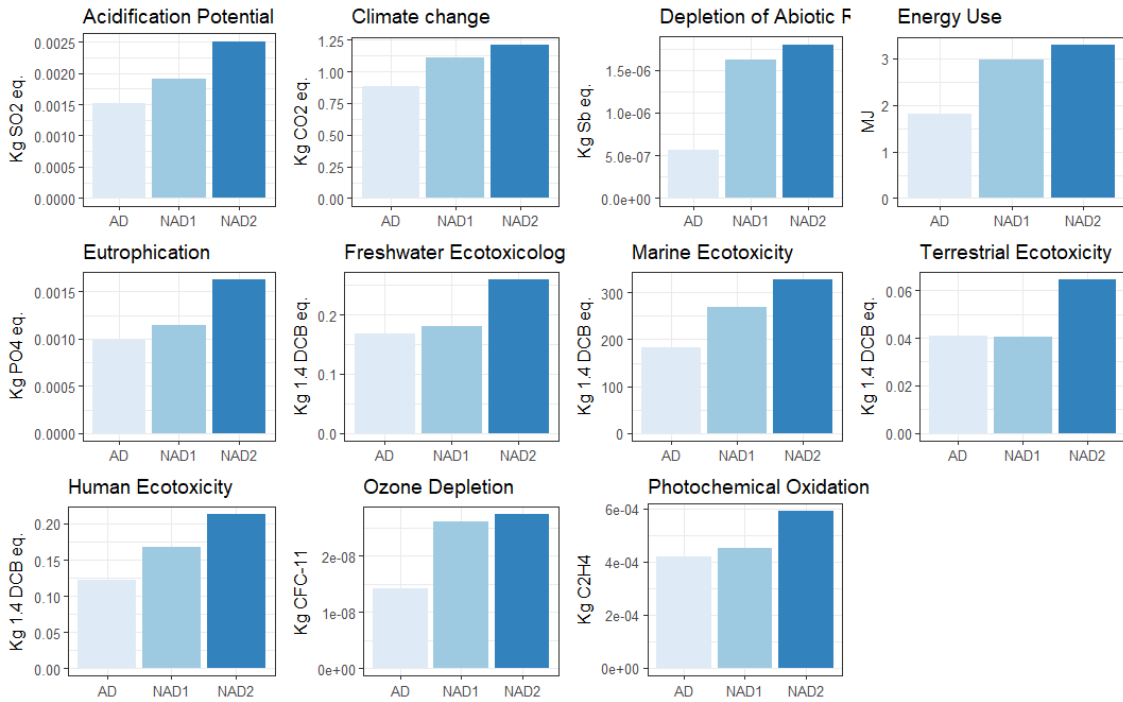 Acidification Potential
Kg SO2 eq.
0.0025
0.0020
0.0015
0.0010
0.0005
0.0000
AD NAD1 NAD2
Climate change
Kg CO2 eq.
1.25
1.00
0.75
0.50
0.25
0.00
AD NAD1 NAD2
Depletion of Abiotic R
Kg Sb eq.
1.5e-06
1.0e-06
5.0e-07
0.0e+00
AD NAD1 NAD2
Energy Use
MJ
3
2
1
0
AD NAD1 NAD2
Eutrophication
Kg PO4 eq.
0.0015
0.0010
0.0005
0.0000
AD NAD1 NAD2
Freshwater Ecotoxicolog
Kg 1.4 DCB eq.
0.2
0.1
0.0
AD NAD1 NAD2
Marine Ecotoxicity
Kg 1.4 DCB eq.
300
200
100
0
AD NAD1 NAD2
Terrestrial Ecotoxicity
Kg 1.4 DCB eq.
0.06
0.04
0.02
0.00
AD NAD1 NAD2
Human Ecotoxicity
Kg 1.4 DCB eq.
0.20
0.15
0.10
0.05
0.00
AD NAD1 NAD2
Ozone Depletion
Kg CFC-11
2e-08
1e-08
0e+00
AD NAD1 NAD2
Photochemical Oxidation
Kg C2H4
6e-04
4e-04
2e-04
0e+00
AD NAD1 NAD2